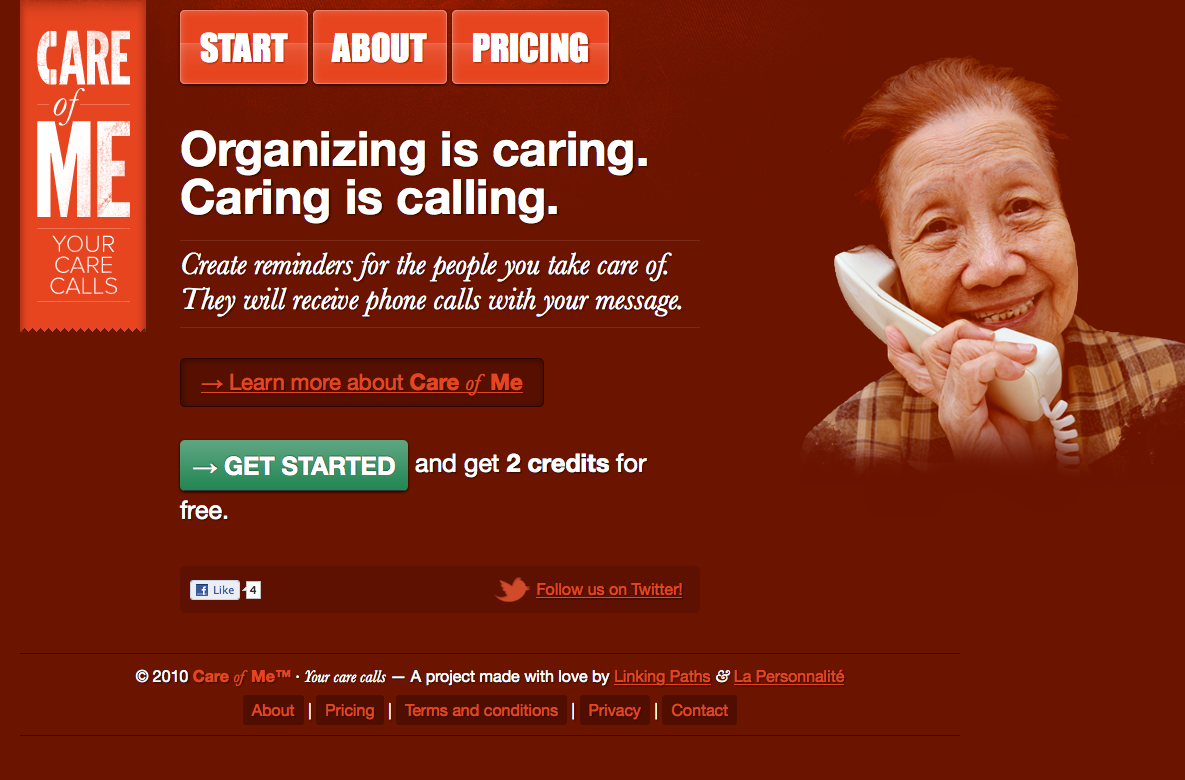 CARE
of
ME
YOUR
CARE
CALLS
START ABOUT PRICING
Organizing is caring.
Caring is calling.
Create reminders for the people you take care of.
They will receive phone calls with your message.
→ Learn more about Care of Me
→ GET STARTED and get 2 credits for
free.
f Like 4
Follow us on Twitter!
© 2010 Care of Me™ · Your care calls — A project made with love by Linking Paths & La Personnalité
About | Pricing | Terms and conditions | Privacy | Contact